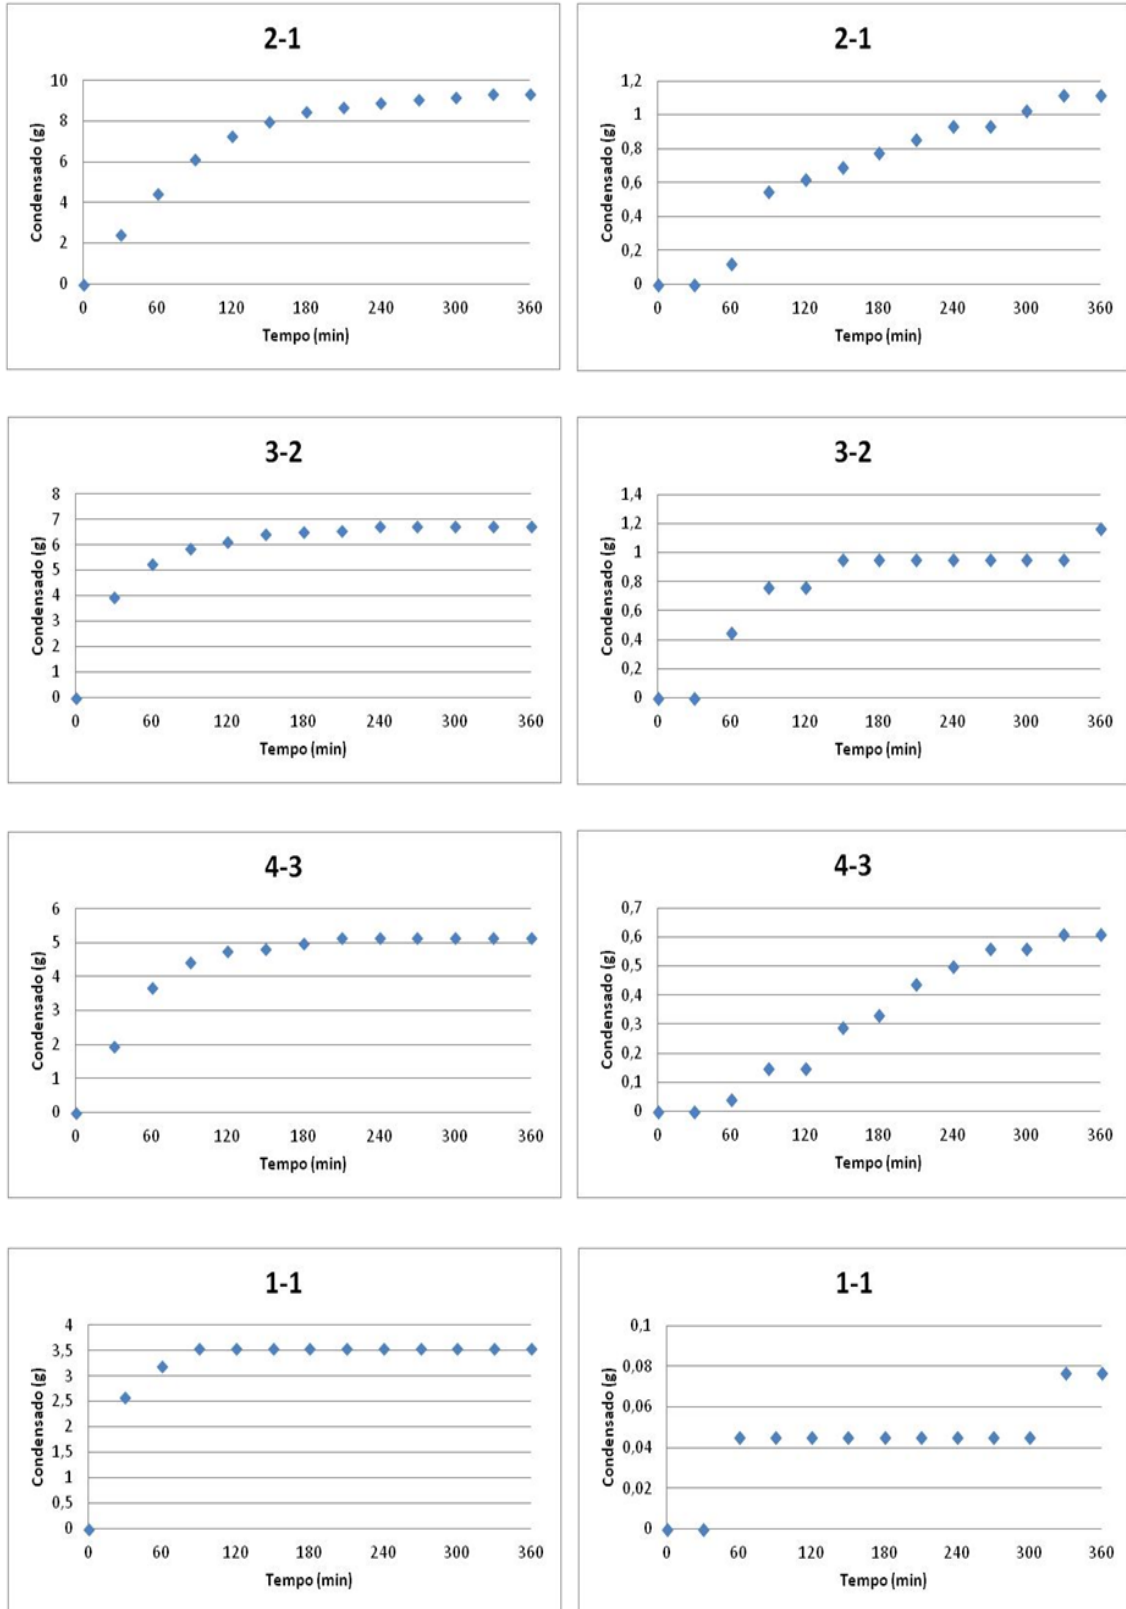 2-1
10
8
6
4
2
0
Condensado (g)
0 60 120 180 240 300 360
Tempo (min)
2-1
1,2
1
0,8
0,6
0,4
0,2
0
Condensado (g)
0 60 120 180 240 300 360
Tempo (min)
3-2
8
7
6
5
4
3
2
1
0
Condensado (g)
0 60 120 180 240 300 360
Tempo (min)
3-2
1,4
1,2
1
0,8
0,6
0,4
0,2
0
Condensado (g)
0 60 120 180 240 300 360
Tempo (min)
4-3
6
5
4
3
2
1
0
Condensado (g)
0 60 120 180 240 300 360
Tempo (min)
4-3
0,7
0,6
0,5
0,4
0,3
0,2
0,1
0
Condensado (g)
0 60 120 180 240 300 360
Tempo (min)
1-1
4
3,5
3
2,5
2
1,5
1
0,5
0
Condensado (g)
0 60 120 180 240 300 360
Tempo (min)
1-1
0,1
0,08
0,06
0,04
0,02
0
Condensado (g)
0 60 120 180 240 300 360
Tempo (min)